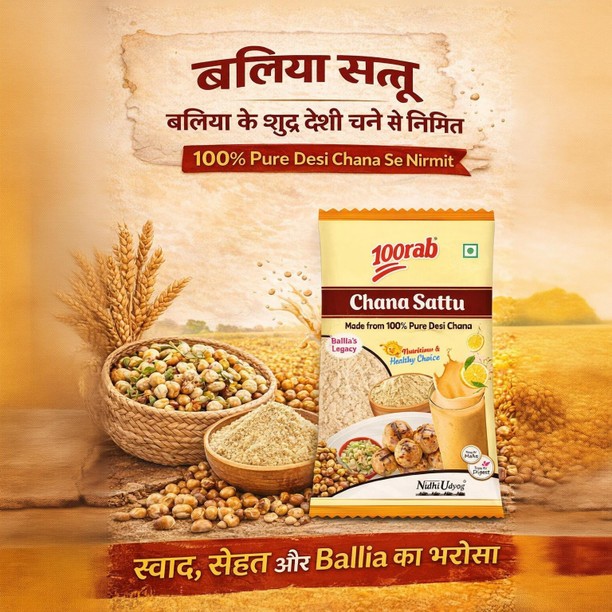 बलिया सत्तू
बलिया के शुद्र देशी चने से निमित
100% Pure Desi Chana Se Nirmit
100rab
Chana Sattu
Made from 100% Pure Desi Chana
Ballia's
Legacy
Nutritious &
Healthy Choice
Digest
Nidhi Udyog
स्वाद, सेहत और Ballia का भरोसा